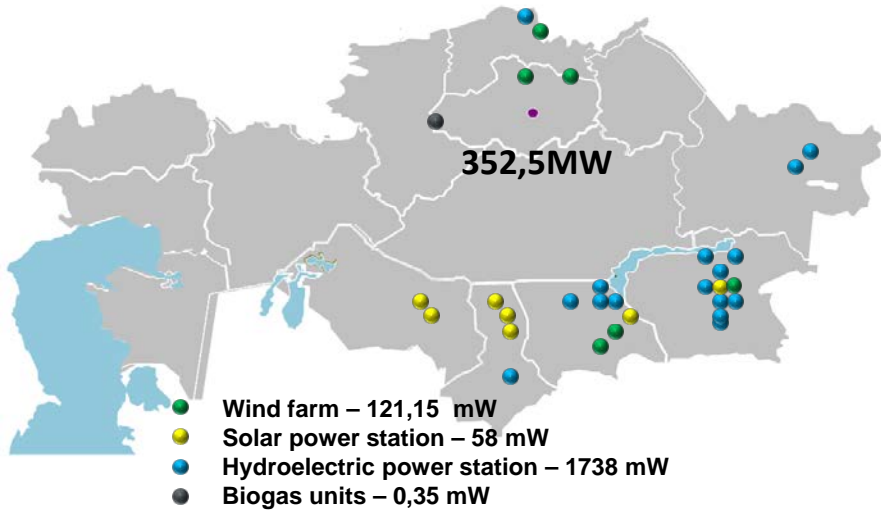 352,5MW
Wind farm – 121,15 mW
Solar power station – 58 mW
Hydroelectric power station – 1738 mW
Biogas units – 0,35 mW